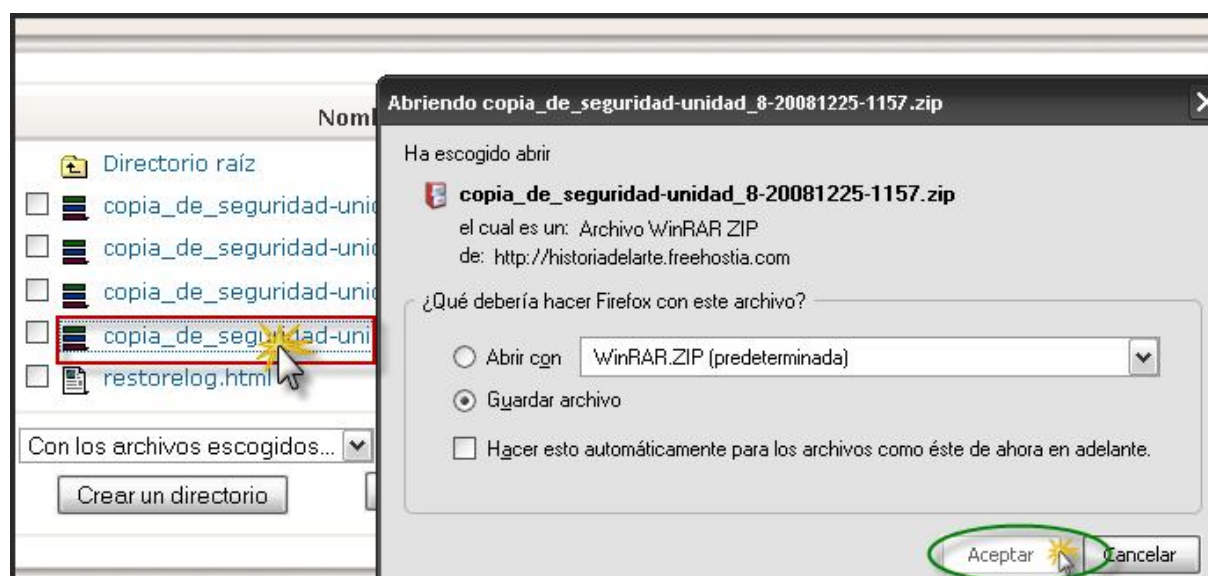 Noml
Directorio raíz
copia_de_seguridad-unid
copia_de_seguridad-unid
copia_de_seguridad-unid
copia_de_seguridad-uni
restorelog.html
Con los archivos escogidos...
Crear un directorio
Abriendo copia_de_seguridad-unidad_8-20081225-1157.zip
Ha escogido abrir
copia_de_seguridad-unidad_8-20081225-1157.zip
el cual es un: Archivo WinRAR ZIP
de: http://historiadelarte.freehostia.com
¿Qué debería hacer Firefox con este archivo?
Abrir con WinRAR.ZIP (predeterminada)
Guardar archivo
Hacer esto automáticamente para los archivos como éste de ahora en adelante.
Aceptar Cancelar